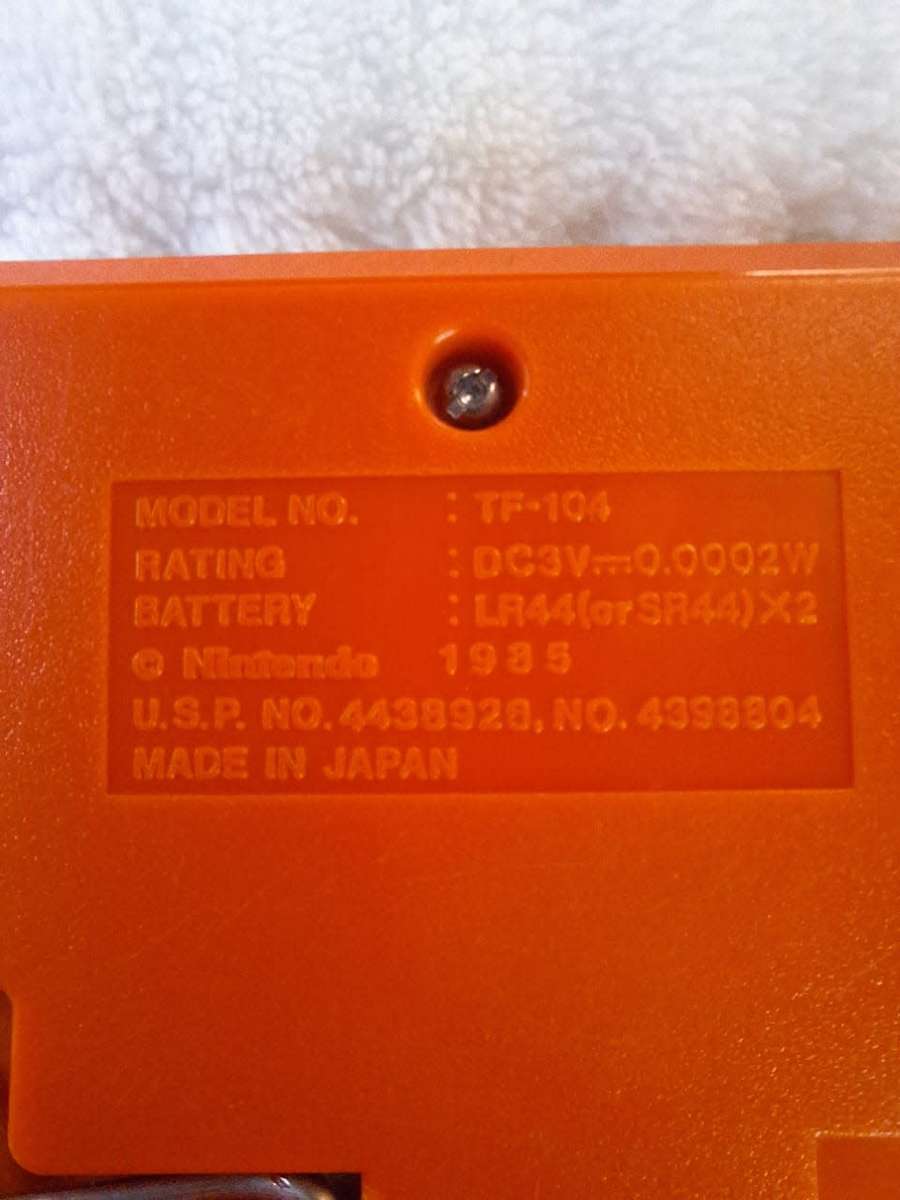 MODEL NO. : TF-104
RATING : DC3V⎓0.0002W
BATTERY : LR44(or SR44)X2
© Nintendo 1985
U.S.P. NO. 4438926, NO. 4398804
MADE IN JAPAN